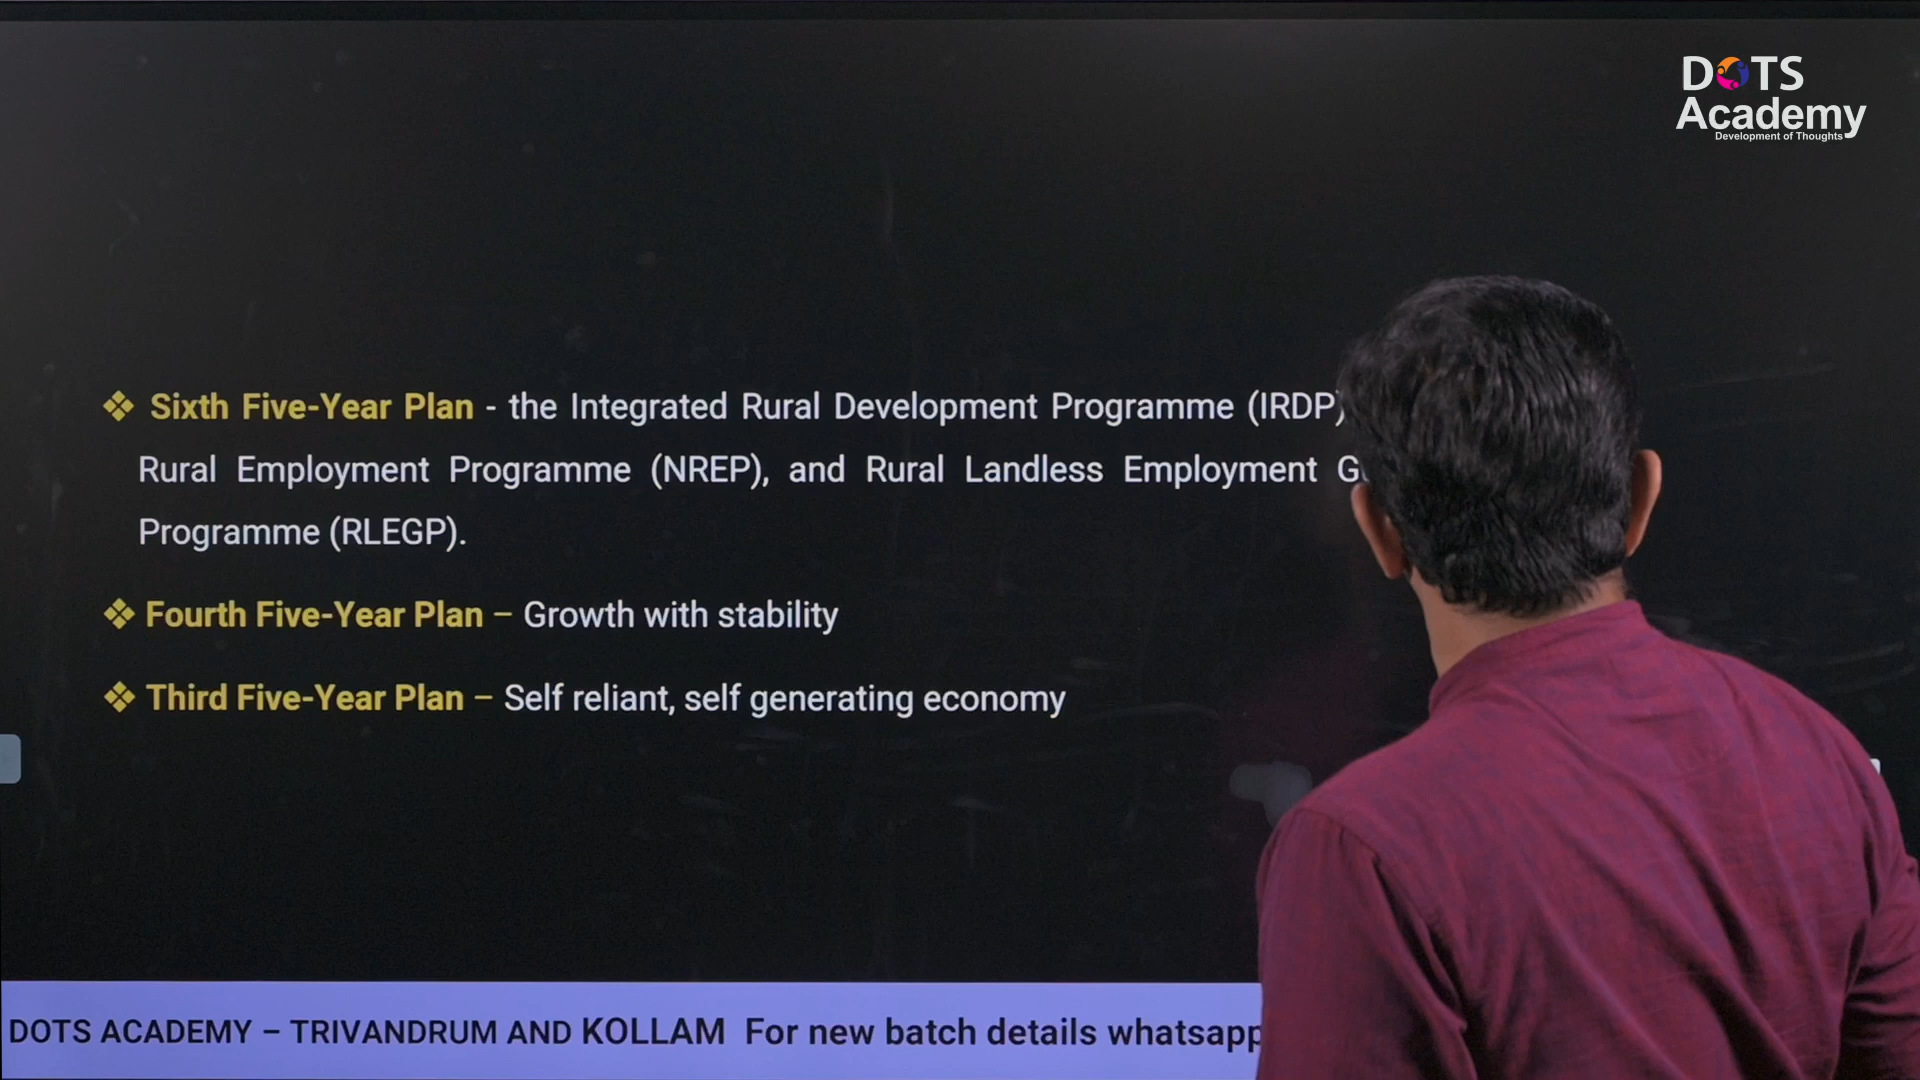 DOTS
Academy
Development of Thoughts
❖ Sixth Five-Year Plan - the Integrated Rural Development Programme (IRDP)
Rural Employment Programme (NREP), and Rural Landless Employment
Programme (RLEGP).
❖ Fourth Five-Year Plan – Growth with stability
❖ Third Five-Year Plan – Self reliant, self generating economy
DOTS ACADEMY – TRIVANDRUM AND KOLLAM For new batch details whatsapp